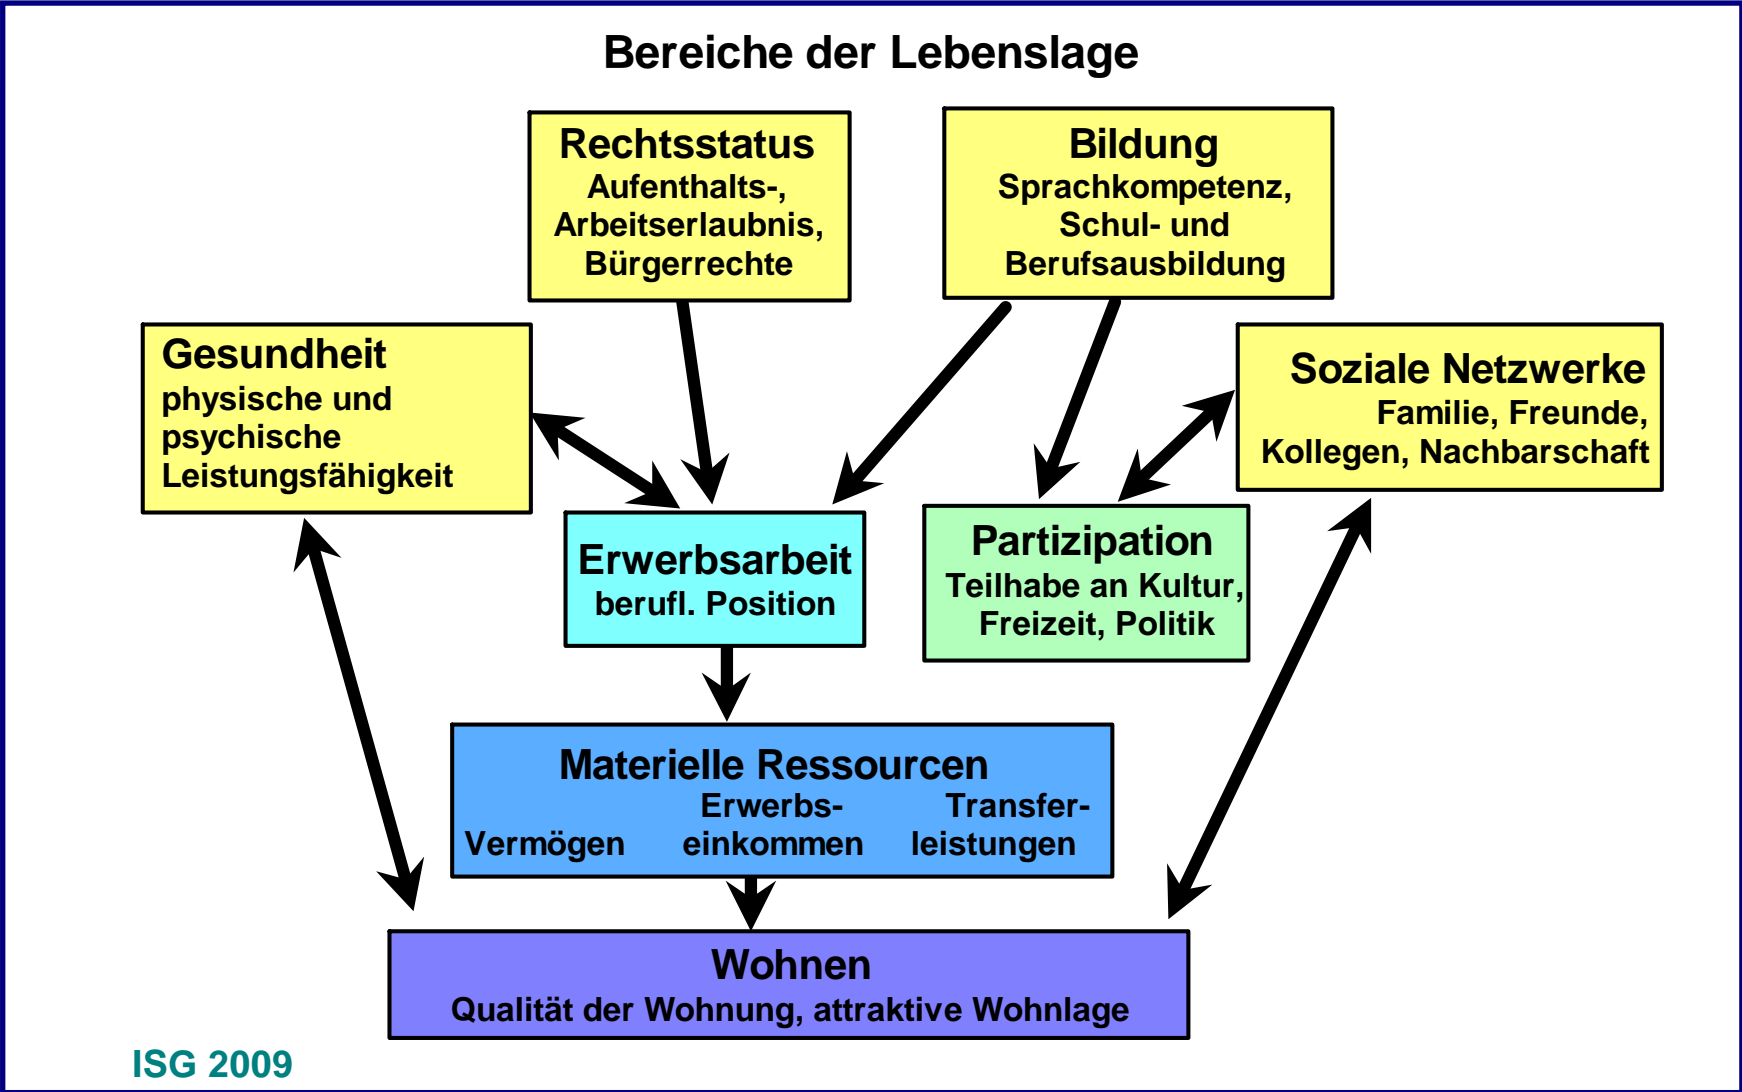 Bereiche der Lebenslage
Rechtsstatus
Aufenthalts-,
Arbeitserlaubnis,
Bürgerrechte
Bildung
Sprachkompetenz,
Schul- und
Berufsausbildung
Gesundheit
physische und
psychische
Leistungsfähigkeit
Soziale Netzwerke
Familie, Freunde,
Kollegen, Nachbarschaft
Erwerbsarbeit
berufl. Position
Partizipation
Teilhabe an Kultur,
Freizeit, Politik
Materielle Ressourcen
Erwerbs- Transfer-
Vermögen einkommen leistungen
Wohnen
Qualität der Wohnung, attraktive Wohnlage
ISG 2009